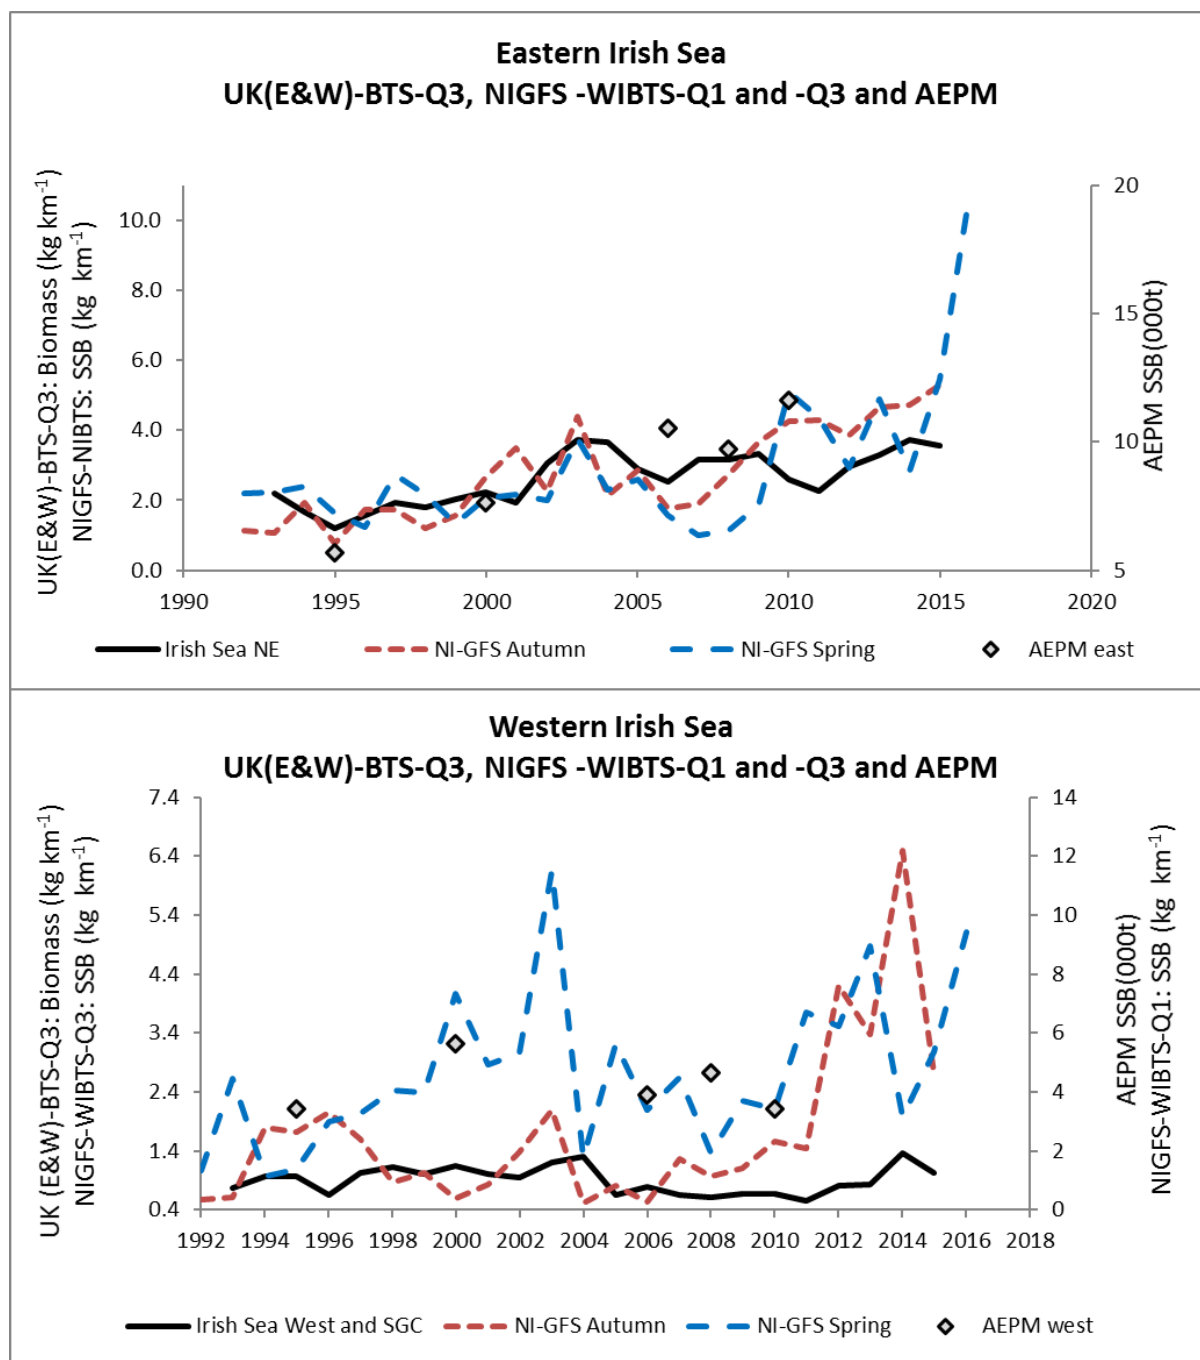 Eastern Irish Sea
UK(E&W)-BTS-Q3, NIGFS -WIBTS-Q1 and -Q3 and AEPM
UK(E&W)-BTS-Q3: Biomass (kg km-1)
NIGFS-NIBTS: SSB (kg km-1)
10.0
8.0
6.0
4.0
2.0
0.0
20
15
10
5
AEPM SSB(000t)
1990 1995 2000 2005 2010 2015 2020
Irish Sea NE NI-GFS Autumn NI-GFS Spring AEPM east
Western Irish Sea
UK(E&W)-BTS-Q3, NIGFS -WIBTS-Q1 and -Q3 and AEPM
UK (E&W)-BTS-Q3: Biomass (kg km-1)
NIGFS-WIBTS-Q3: SSB (kg km-1)
7.4
6.4
5.4
4.4
3.4
2.4
1.4
0.4
14
12
10
8
6
4
2
0
AEPM SSB(000t)
NIGFS-WIBTS-Q1: SSB (kg km-1)
1992 1994 1996 1998 2000 2002 2004 2006 2008 2010 2012 2014 2016 2018
Irish Sea West and SGC NI-GFS Autumn NI-GFS Spring AEPM west